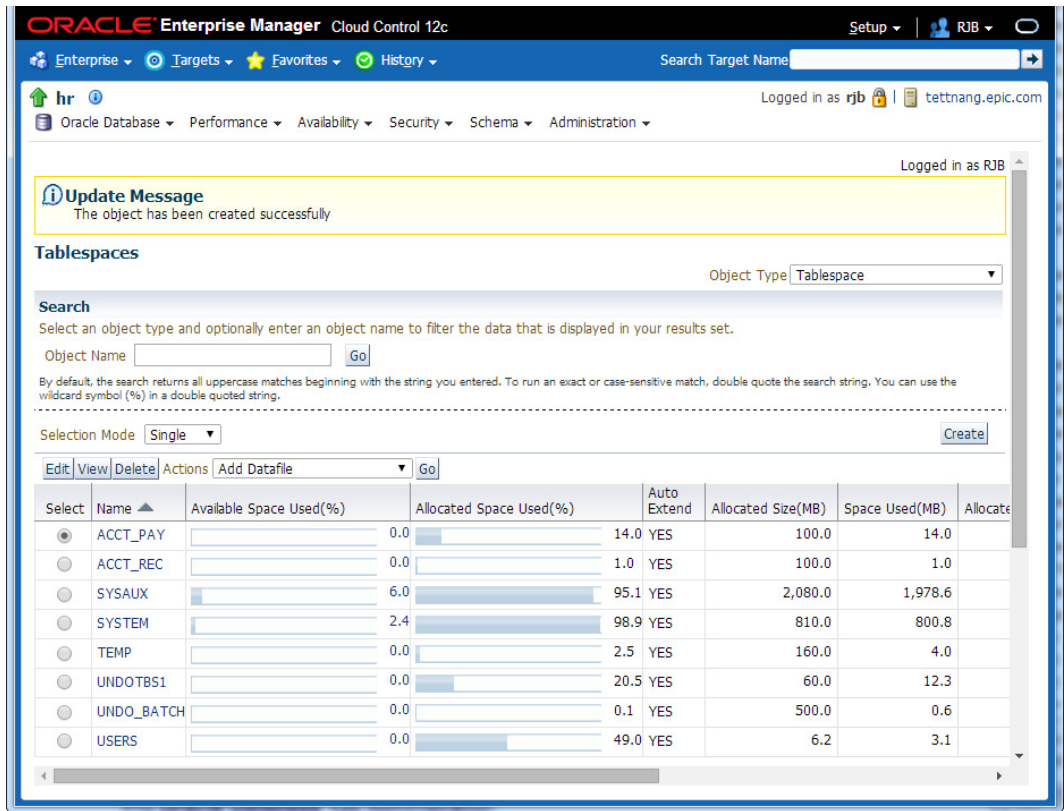 ORACLE Enterprise Manager Cloud Control 12c Setup RJB
Enterprise Targets Favorites History Search Target Name
hr Logged in as rjb tettnang.epic.com
Oracle Database Performance Availability Security Schema Administration
Logged in as RJB
Update Message
The object has been created successfully
Tablespaces
Object Type Tablespace
Search
Select an object type and optionally enter an object name to filter the data that is displayed in your results set.
Object Name Go
By default, the search returns all uppercase matches beginning with the string you entered. To run an exact or case-sensitive match, double quote the search string. You can use the
wildcard symbol (%) in a double quoted string.
Selection Mode Single Create
Edit View Delete Actions Add Datafile Go
Select Name Available Space Used(%) Allocated Space Used(%) Auto Extend Allocated Size(MB) Space Used(MB) Allocate
ACCT_PAY 0.0 14.0 YES 100.0 14.0
ACCT_REC 0.0 1.0 YES 100.0 1.0
SYSAUX 6.0 95.1 YES 2,080.0 1,978.6
SYSTEM 2.4 98.9 YES 810.0 800.8
TEMP 0.0 2.5 YES 160.0 4.0
UNDOTBS1 0.0 20.5 YES 60.0 12.3
UNDO_BATCH 0.0 0.1 YES 500.0 0.6
USERS 0.0 49.0 YES 6.2 3.1